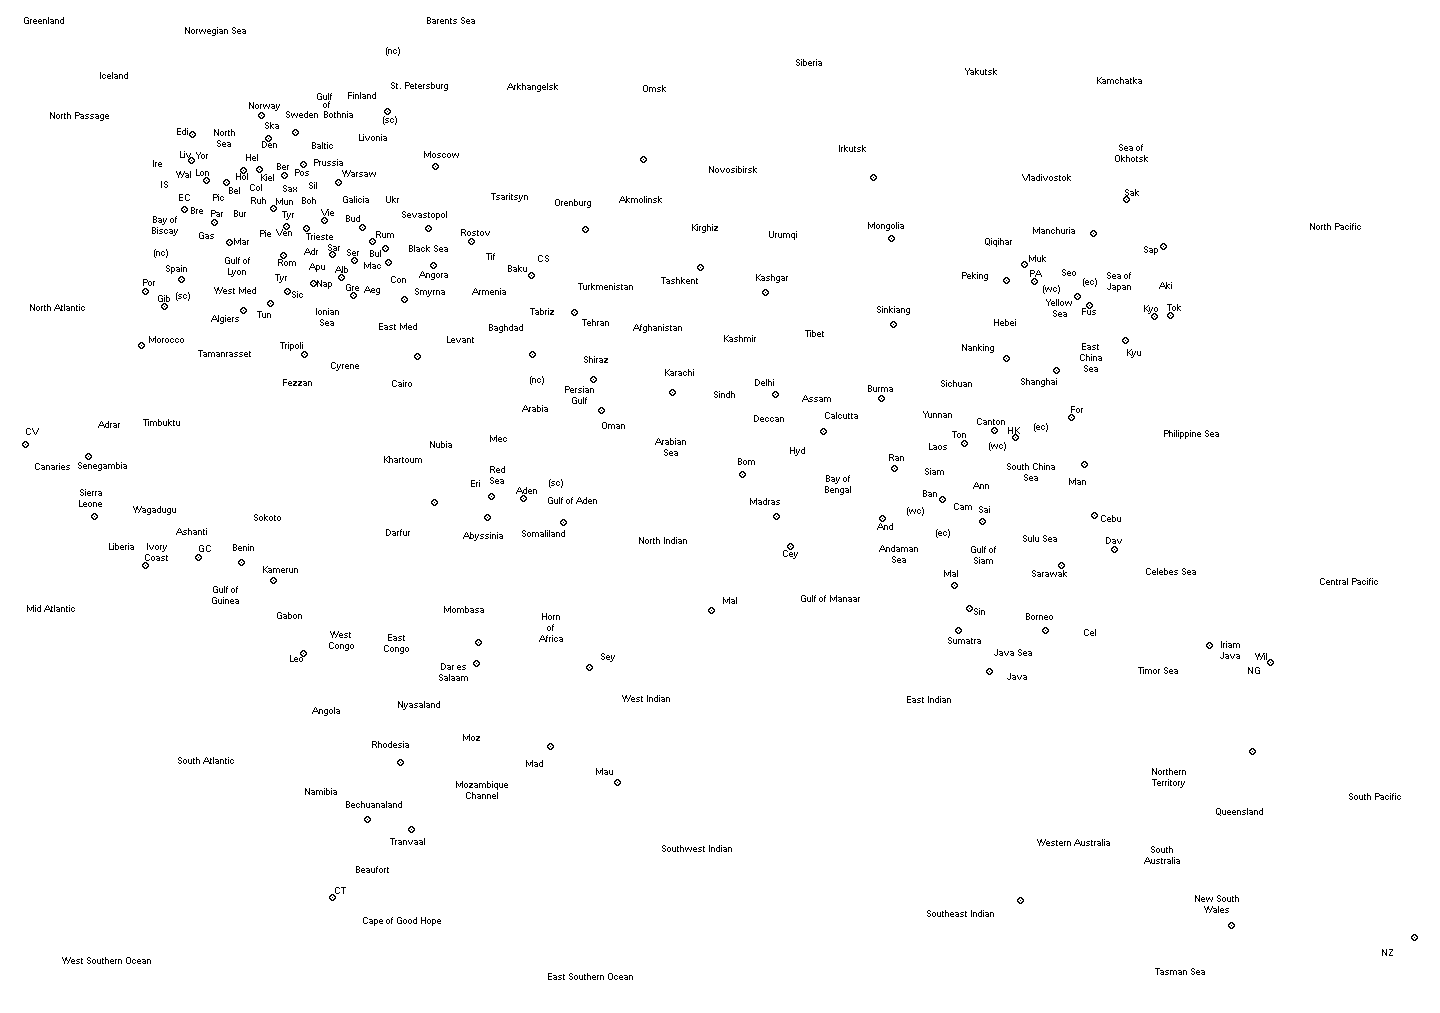 Greenland
Barents Sea
Norwegian Sea
(nc)
Siberia
Yakutsk
Iceland
Kamchatka
St. Petersburg
Arkhangelsk
Omsk
Gulf
of
Bothnia
Finland
Norway
Sweden
North Passage
(sc)
Ska
Edi
North
Sea
Den
Livonia
Baltic
Irkutsk
Sea of
Okhotsk
Liv
Yor
Hel
Moscow
Ire
Prussia
Ber
Novosibirsk
Wal
Lon
Hol
Kiel
Pos
Warsaw
Vladivostok
IS
Bel
Col
Sax
Sil
Sak
EC
Pic
Ruh
Mun
Boh
Galicia
Ukr
Tsaritsyn
Orenburg
Akmolinsk
Bre
Par
Bur
Tyr
Vie
Bud
Sevastopol
Bay of
Biscay
Gas
Pie
Ven
Trieste
Rum
Rostov
Kirghiz
Urumqi
Mongolia
Manchuria
North Pacific
Mar
Qiqihar
Sap
(nc)
Adr
Sar
Ser
Bul
Black Sea
Tif
CS
Muk
Gulf of
Lyon
Rom
Apu
Alb
Mac
Spain
Baku
Angora
Peking
PA
Seo
Sea of
Japan
Tyr
Nap
Con
Tashkent
Kashgar
(ec)
Por
Gre
Aeg
Smyrna
Armenia
Turkmenistan
(wc)
Aki
Gib
(sc)
West Med
Sic
Yellow
Sea
North Atlantic
Tun
Ionian
Sea
Tabriz
Sinkiang
Fus
Kyo
Tok
Algiers
East Med
Baghdad
Tehran
Afghanistan
Hebei
Morocco
Levant
Kashmir
Tibet
Tamanrasset
Tripoli
Nanking
East
China
Sea
Kyu
Cyrene
Shiraz
Fezzan
Cairo
(nc)
Karachi
Delhi
Sichuan
Shanghai
Persian
Gulf
Sindh
Burma
Assam
Arabia
For
Adrar
Timbuktu
Oman
Deccan
Calcutta
Yunnan
Canton
HK
(ec)
CV
Ton
Philippine Sea
Mec
Nubia
Arabian
Sea
Hyd
Laos
(wc)
Canaries
Senegambia
Khartoum
Bom
Ran
South China
Sea
Red
Sea
Siam
Eri
(sc)
Bay of
Bengal
Ann
Man
Sierra
Leone
Aden
Ban
Gulf of Aden
Madras
Wagadugu
(wc)
Cam
Sai
Cebu
Sokoto
And
Ashanti
Darfur
Abyssinia
Somaliland
North Indian
(ec)
Sulu Sea
Dav
Liberia
Ivory
Coast
GC
Benin
Cey
Andaman
Sea
Gulf of
Siam
Kamerun
Mal
Sarawak
Celebes Sea
Central Pacific
Gulf of
Guinea
Mal
Gulf of Manaar
Mid Atlantic
Mombasa
Sin
Gabon
Horn
of
Africa
Borneo
West
Congo
East
Congo
Sumatra
Cel
Leo
Sey
Java Sea
Iriam
Java
Wil
Dar es
Salaam
Java
Timor Sea
NG
West Indian
East Indian
Nyasaland
Angola
Moz
Rhodesia
South Atlantic
Mad
Mau
Northern
Territory
Namibia
Mozambique
Channel
South Pacific
Bechuanaland
Queensland
Tranvaal
Southwest Indian
Western Australia
South
Australia
Beaufort
CT
New South
Wales
Cape of Good Hope
Southeast Indian
NZ
West Southern Ocean
East Southern Ocean
Tasman Sea